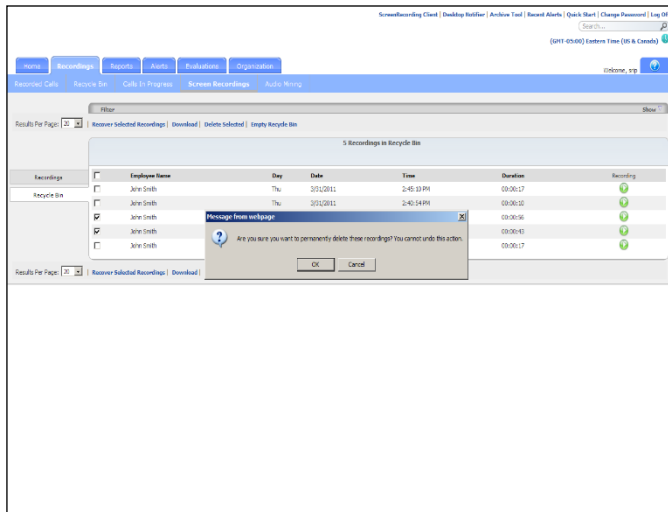 ScreenRecording Client | Desktop Notifier | Archive Tool | Recent Alerts | Quick Start | Change Password | Log Off
Search...
(GMT-05:00) Eastern Time (US & Canada)
Home Recordings Reports Alerts Evaluations Organization
Welcome, srip
Recorded Calls Recycle Bin Calls In Progress Screen Recordings Audio Mining
Filter Show
Results Per Page: 20 | Recover Selected Recordings | Download | Delete Selected | Empty Recycle Bin
5 Recordings in Recycle Bin
Recordings
Recycle Bin
Employee Name Day Date Time Duration Recording
John Smith Thu 3/31/2011 2:45:10 PM 00:00:17
John Smith Thu 3/31/2011 2:40:54 PM 00:00:10
John Smith 00:00:56
John Smith 00:00:43
John Smith 00:00:17
Message from webpage
Are you sure you want to permanently delete these recordings? You cannot undo this action.
OK Cancel
Results Per Page: 20 | Recover Selected Recordings | Download |